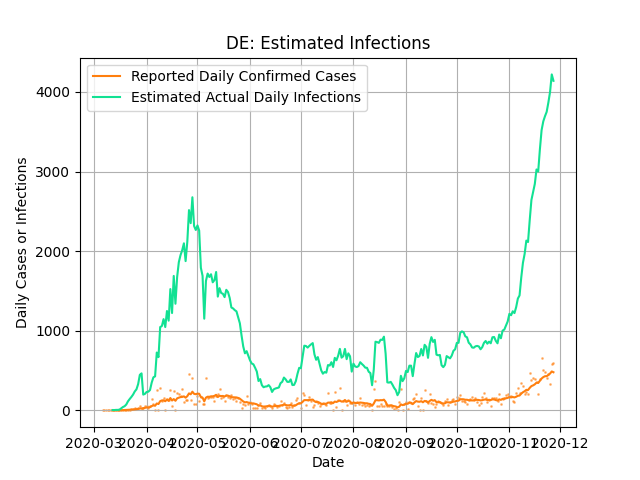 DE: Estimated Infections
Reported Daily Confirmed Cases
Estimated Actual Daily Infections
Daily Cases or Infections
4000
3000
2000
1000
0
2020-03 2020-04 2020-05 2020-06 2020-07 2020-08 2020-09 2020-10 2020-11 2020-12
Date